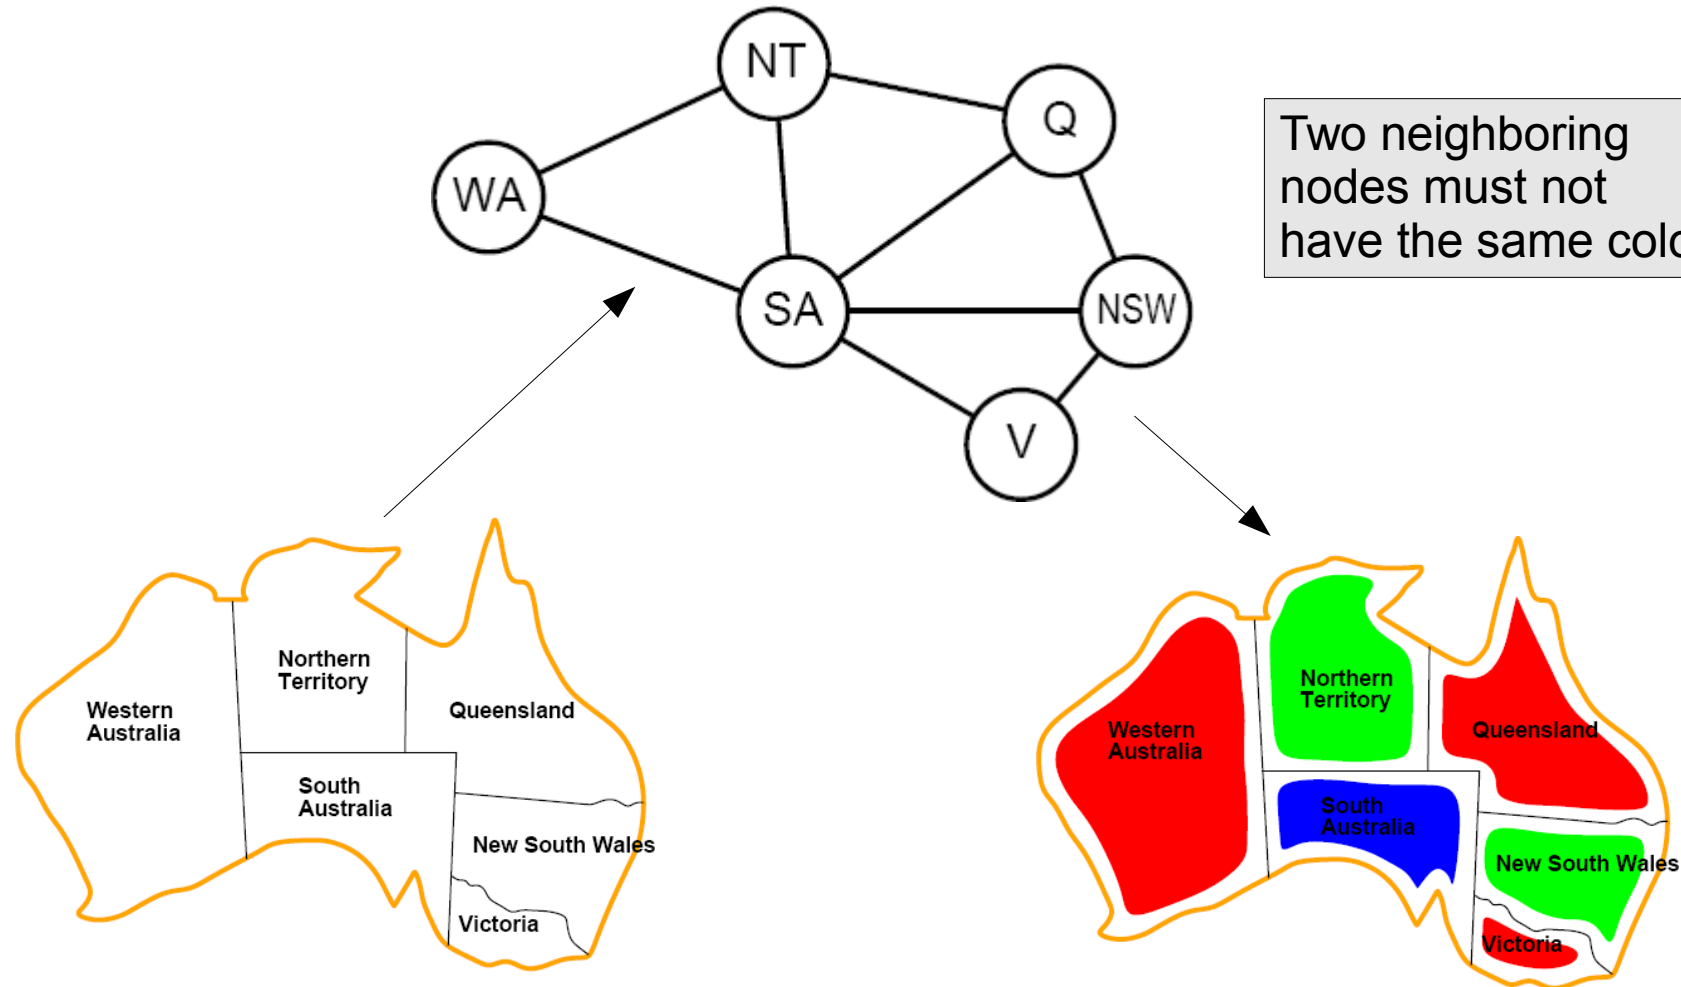 NT
Q
WA
SA
NSW
V
Two neighboring
nodes must not
have the same colo
Northern
Territory
Western
Australia
Queensland
South
Australia
New South Wales
Victoria
Northern
Territory
Western
Australia
Queensland
South
Australia
New South Wales
Victoria